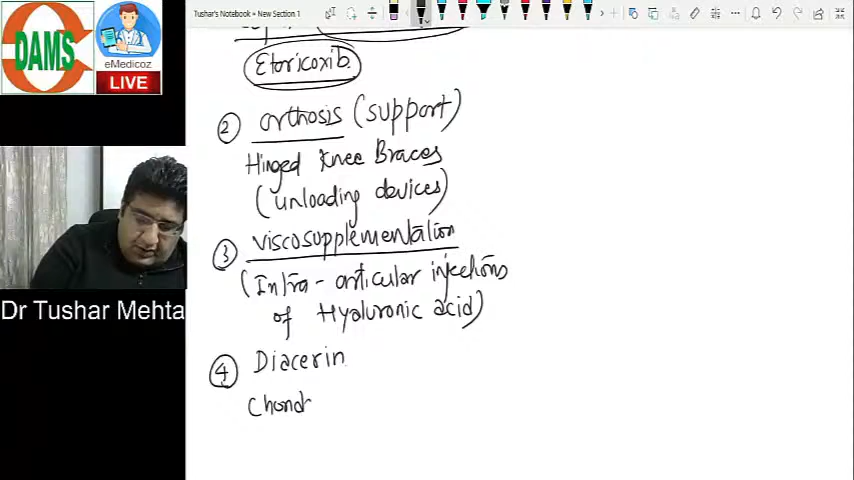 Tushar's Notebook » New Section 1
DAMS
eMedicoz
LIVE
Etoricoxib
② orthosis (support)
Hinged Knee Braces
(unloading devices)
③ viscosupplementation
(Intra-articular injections
of Hyaluronic acid)
Dr Tushar Mehta
④ Diacerin
Chond